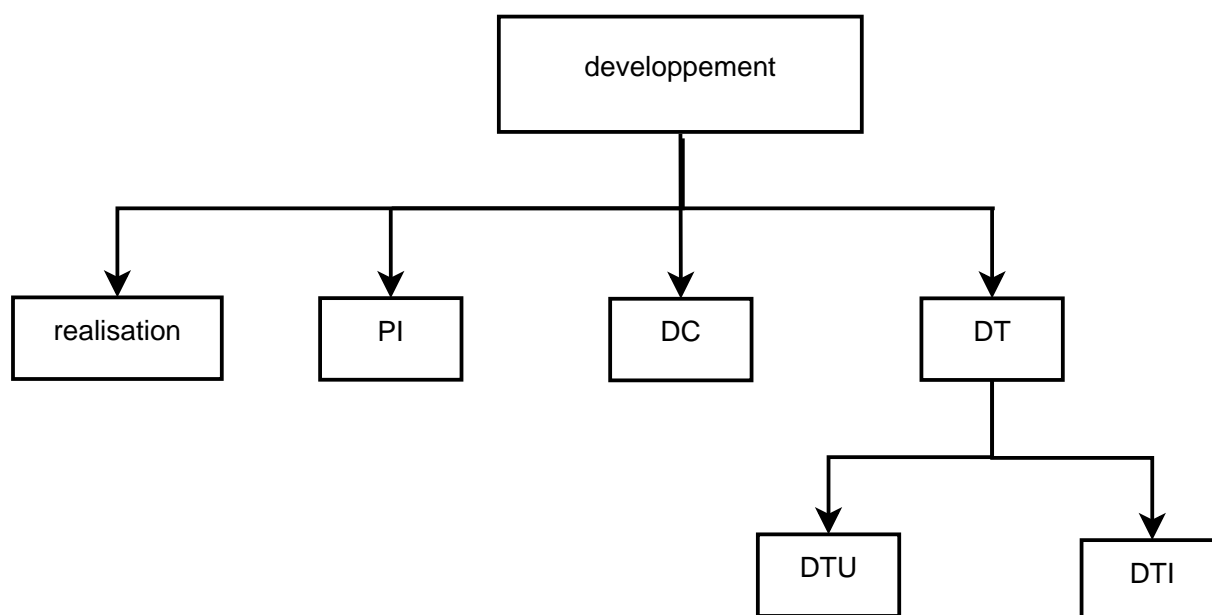 developpement
realisation
PI
DC
DT
DTU
DTI